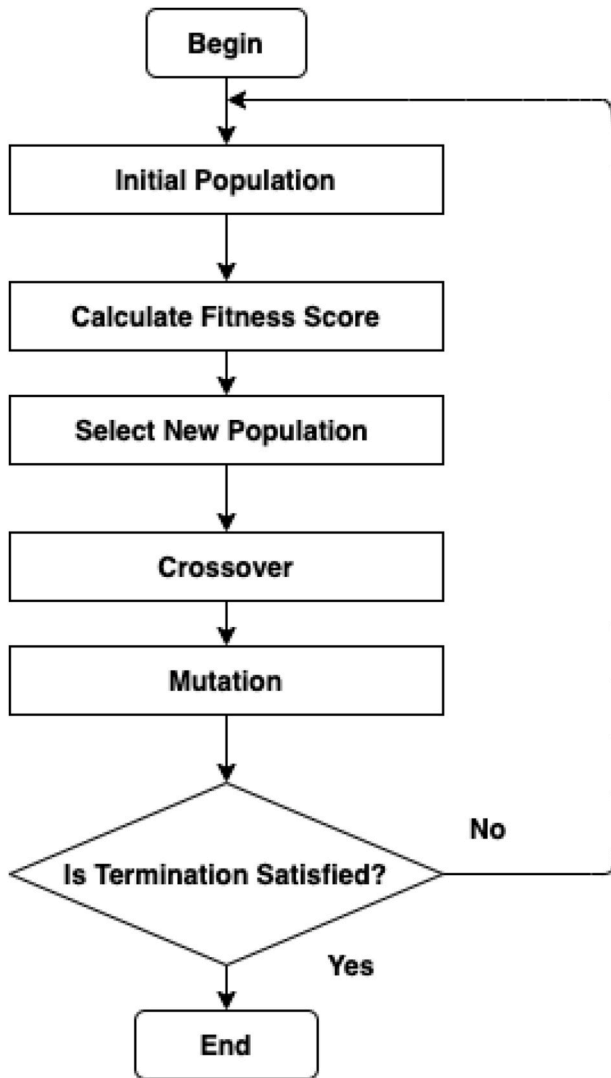 Begin
Initial Population
Calculate Fitness Score
Select New Population
Crossover
Mutation
Is Termination Satisfied?
No
Yes
End